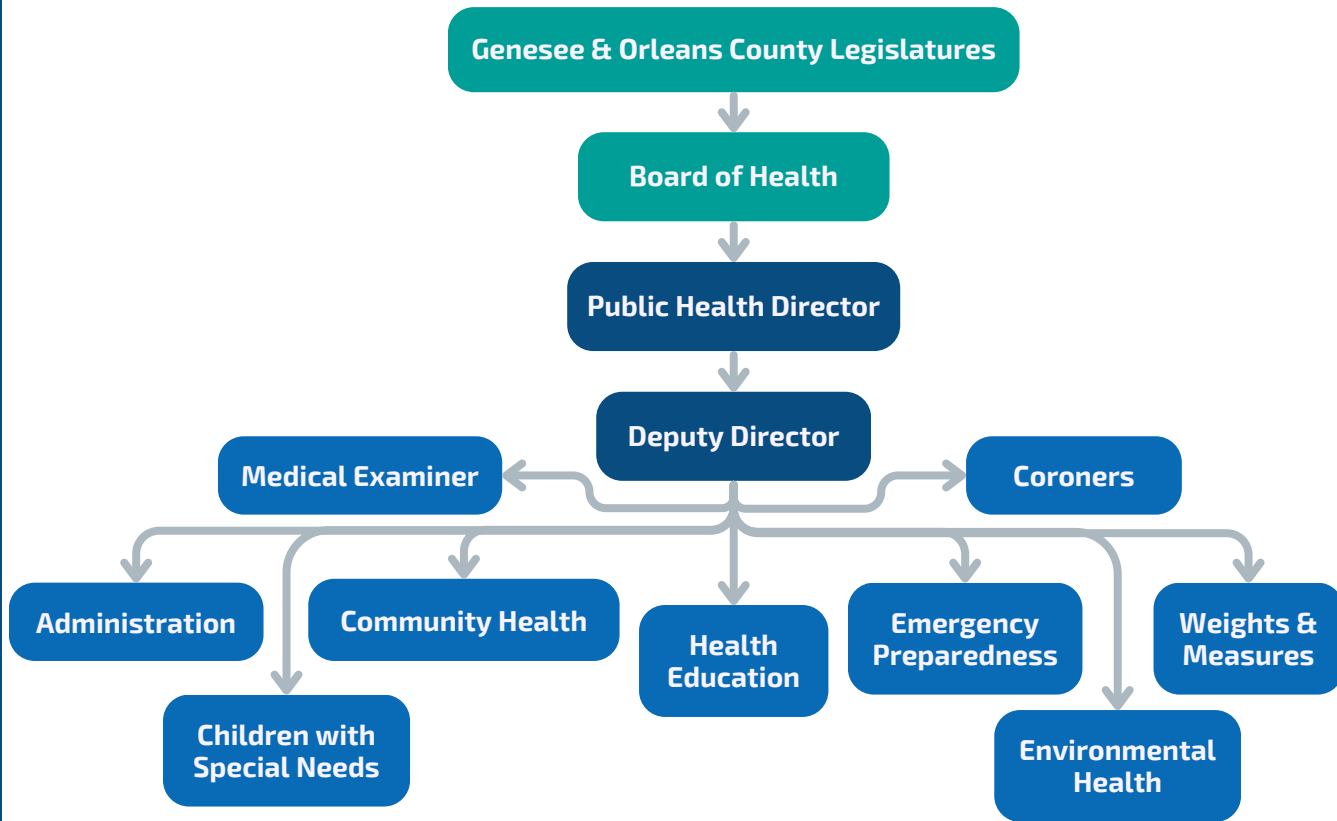 Genesee & Orleans County Legislatures
Board of Health
Public Health Director
Deputy Director
Medical Examiner
Coroners
Administration
Community Health
Health
Education
Emergency
Preparedness
Weights &
Measures
Children with
Special Needs
Environmental
Health